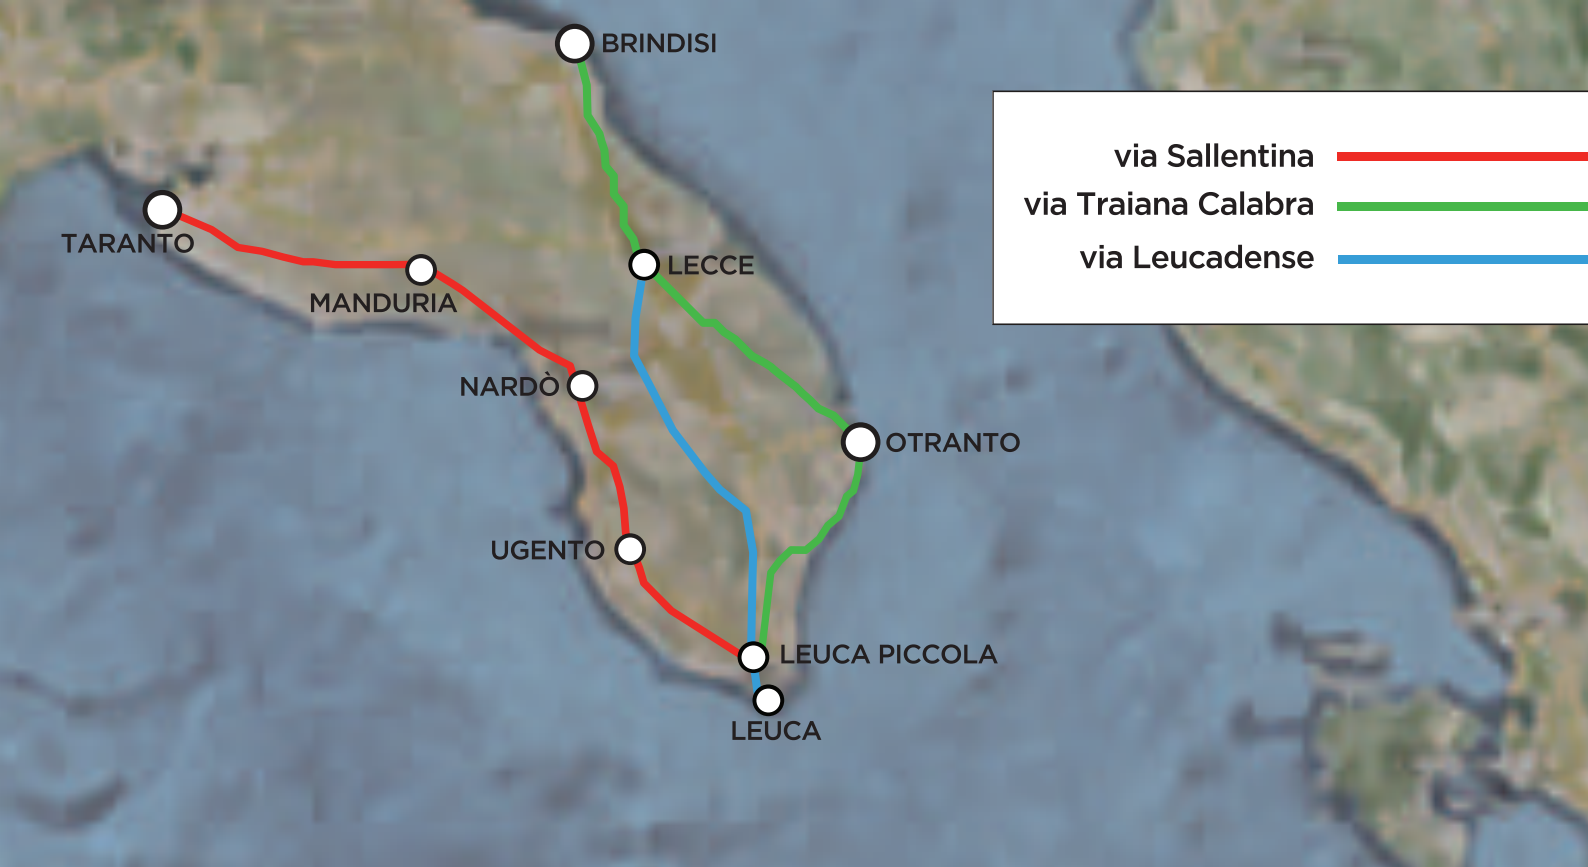 BRINDISI
via Sallentina
via Traiana Calabra
via Leucadense
TARANTO
LECCE
MANDURIA
NARDÒ
OTRANTO
UGENTO
LEUCA PICCOLA
LEUCA